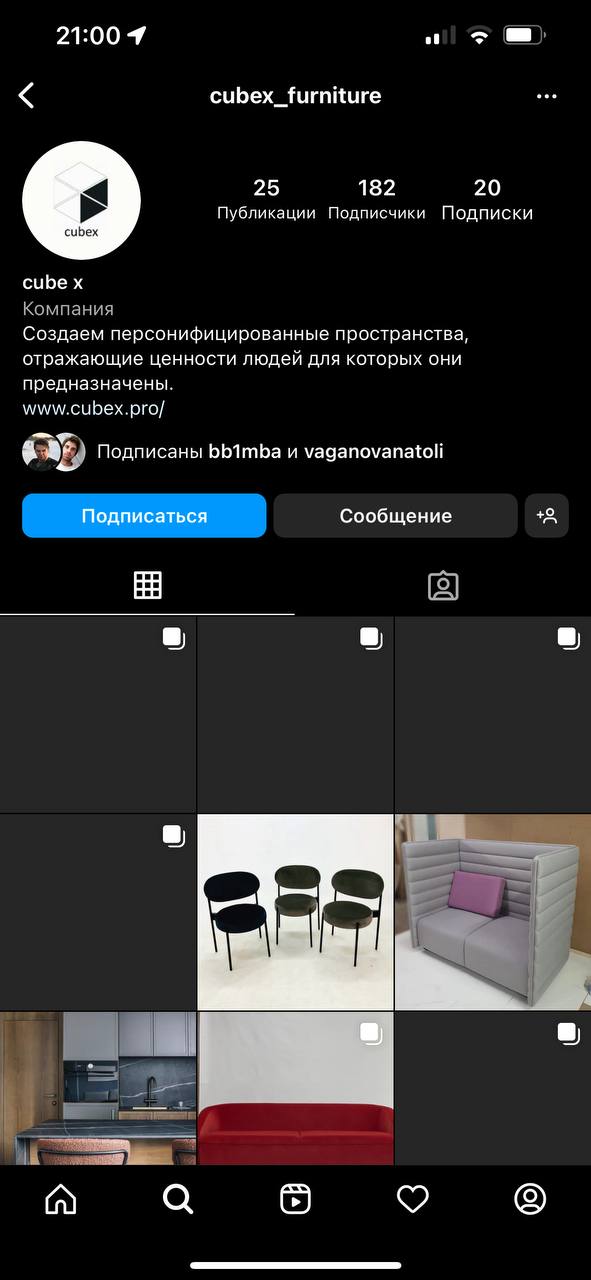 21:00
cubex_furniture
cubex
25
182
20
Публикации
Подписчики
Подписки
cube x
Компания
Создаем персонифицированные пространства,
отражающие ценности людей для которых они
предназначены.
www.cubex.pro/
Подписаны bb1mba и vaganovanatoli
Подписаться
Сообщение